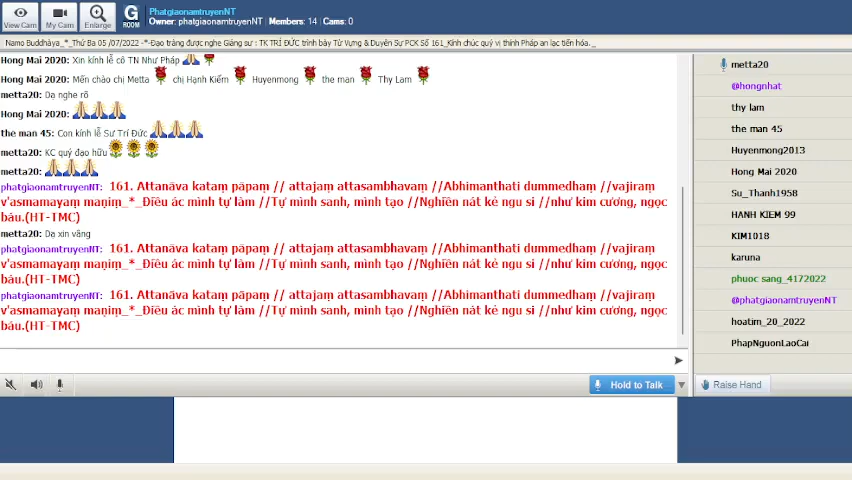 View Cam
My Cam
Enlarge
G
ROOM
PhatgiaonamtruyenNT
Owner: phatgiaonamtruyenNT | Members: 14 | Cams: 0
Namo Buddhàya_*_Thứ Ba 05 /07/2022 -*-Đạo tràng được nghe Giảng sư : TK TRÍ ĐỨC trình bày Từ Vựng & Duyên Sự PCK Số 161_Kính chúc quý vị thính Pháp an lạc tiến hóa._
Hong Mai 2020: Xin kính lễ cô TN Như Pháp
Hong Mai 2020: Mến chào chị Metta chị Hạnh Kiểm Huyenmong the man Thy Lam
metta20: Dạ nghe rõ
Hong Mai 2020:
the man 45: Con kính lễ Sư Trí Đức
metta20: KC quý đạo hữu
metta20:
phatgiaonamtruyenNT: 161. Attanāva kataṃ pāpaṃ // attajaṃ attasambhavaṃ //Abhimanthati dummedhaṃ //vajiraṃ
v'asmamayaṃ maṇiṃ_*_Điều ác mình tự làm //Tự mình sanh, mình tạo //Nghiền nát kẻ ngu si //như kim cương, ngọc
báu.(HT-TMC)
metta20: Dạ xin vâng
phatgiaonamtruyenNT: 161. Attanāva kataṃ pāpaṃ // attajaṃ attasambhavaṃ //Abhimanthati dummedhaṃ //vajiraṃ
v'asmamayaṃ maṇiṃ_*_Điều ác mình tự làm //Tự mình sanh, mình tạo //Nghiền nát kẻ ngu si //như kim cương, ngọc
báu.(HT-TMC)
phatgiaonamtruyenNT: 161. Attanāva kataṃ pāpaṃ // attajaṃ attasambhavaṃ //Abhimanthati dummedhaṃ //vajiraṃ
v'asmamayaṃ maṇiṃ_*_Điều ác mình tự làm //Tự mình sanh, mình tạo //Nghiền nát kẻ ngu si //như kim cương, ngọc
báu.(HT-TMC)
Hold to Talk
metta20
@hongnhat
thy lam
the man 45
Huyenmong2013
Hong Mai 2020
Su_Thanh1958
HANH KIEM 99
KIM1018
karuna
phuoc sang_4172022
@phatgiaonamtruyenNT
hoatim_20_2022
PhapNguonLaoCai
Raise Hand